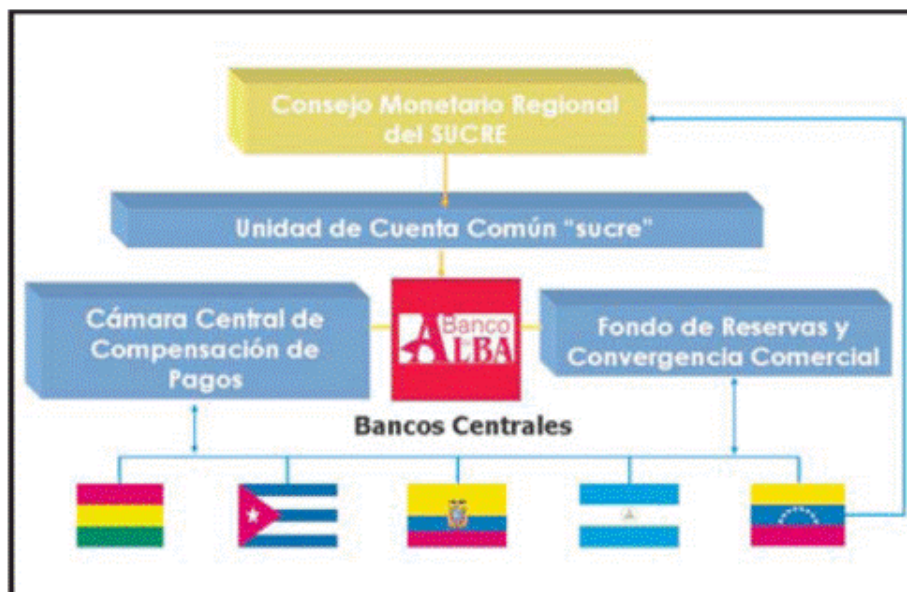 Consejo Monetario Regional
del SUCRE
Unidad de Cuenta Común "sucre"
Cámara Central de
Compensación de
Pagos
Banco
del
ALBA
Fondo de Reservas y
Convergencia Comercial
Bancos Centrales